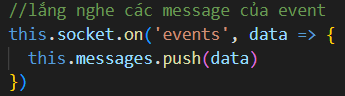 //lắng nghe các message của event
this.socket.on('events', data => {
this.messages.push(data)
})